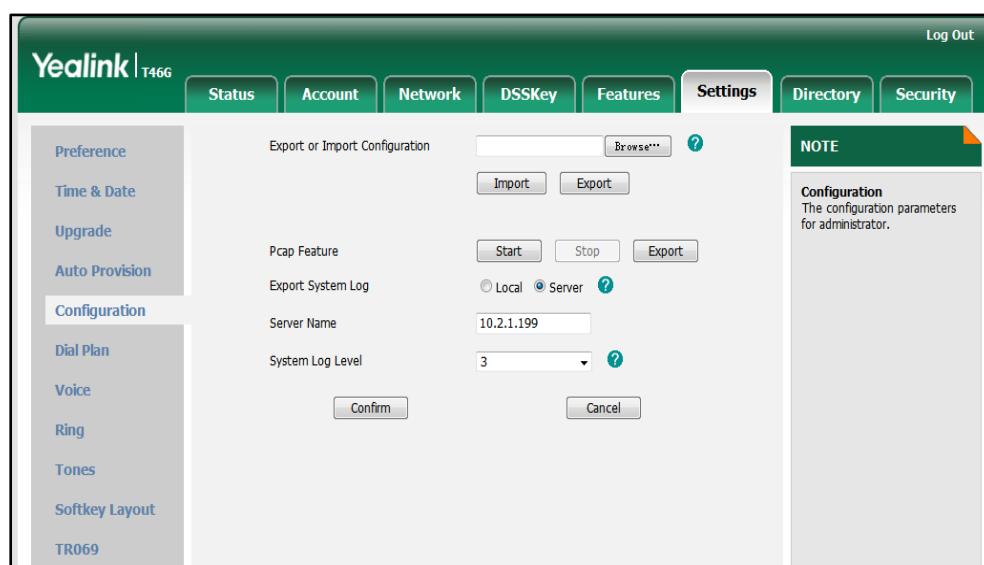 Log Out
Yealink T46G
Status Account Network DSSKey Features Settings Directory Security
Preference
Time & Date
Upgrade
Auto Provision
Configuration
Dial Plan
Voice
Ring
Tones
Softkey Layout
TR069
Export or Import Configuration Browse... ?
Import Export
Pcap Feature Start Stop Export
Export System Log Local Server ?
Server Name 10.2.1.199
System Log Level 3 ?
Confirm Cancel
NOTE
Configuration
The configuration parameters
for administrator.